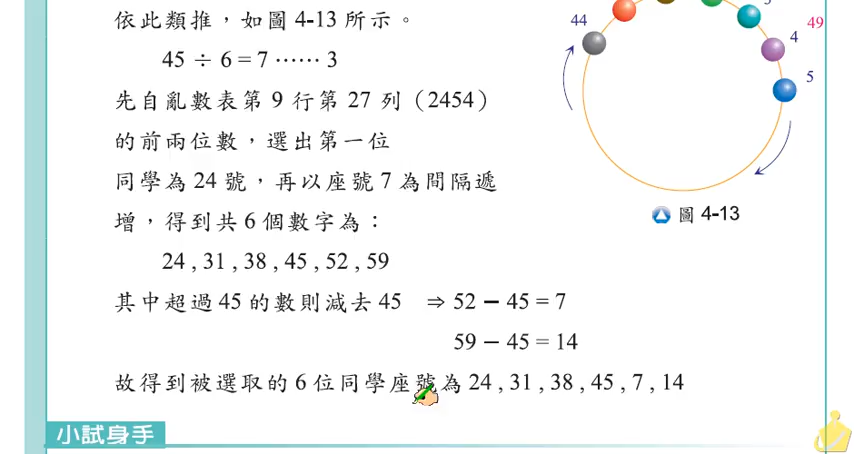 依此類推，如圖 4-13 所示。
45 ÷ 6 = 7 …… 3
先自亂數表第 9 行第 27 列（2454）
的前兩位數，選出第一位
同學為 24 號，再以座號 7 為間隔遞
增，得到共 6 個數字為：
24 , 31 , 38 , 45 , 52 , 59
其中超過 45 的數則減去 45 ⇒ 52 − 45 = 7
59 − 45 = 14
故得到被選取的 6 位同學座號為 24 , 31 , 38 , 45 , 7 , 14
小試身手
44
49
4
5
圖 4-13